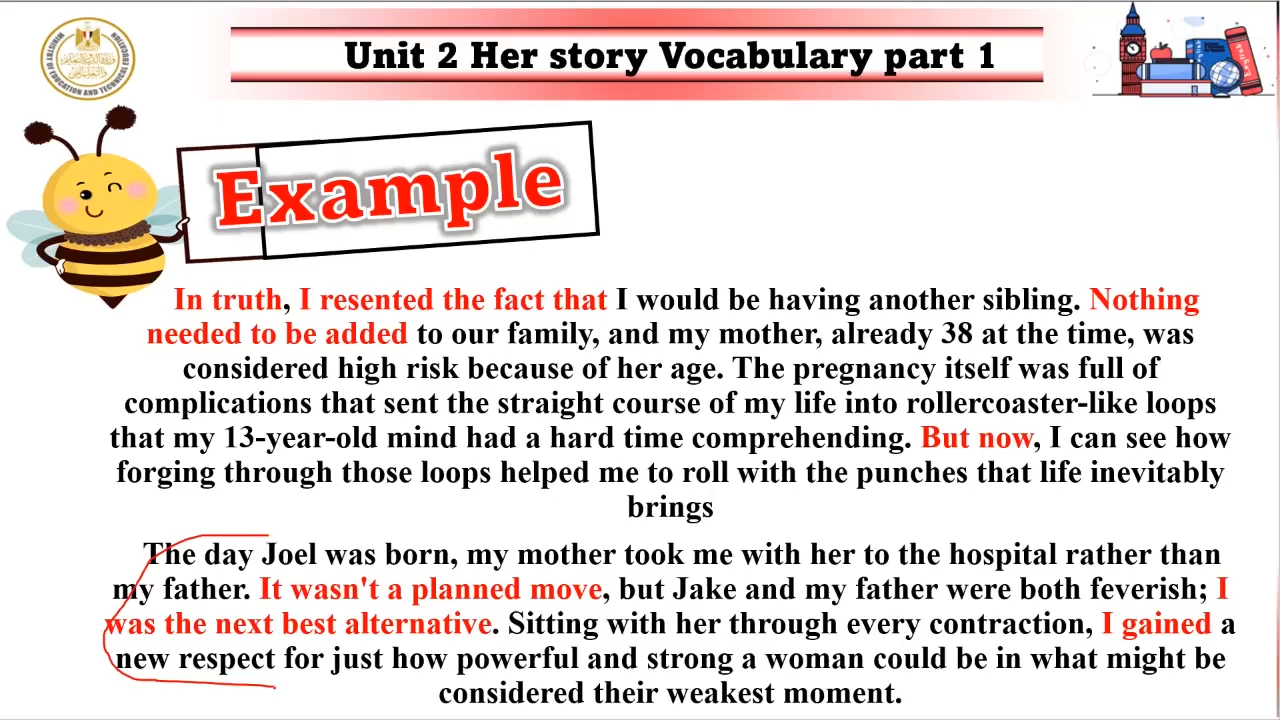 Unit 2 Her story Vocabulary part 1
MINISTRY OF EDUCATION AND TECHNICAL EDUCATION
Example
In truth, I resented the fact that I would be having another sibling. Nothing
needed to be added to our family, and my mother, already 38 at the time, was
considered high risk because of her age. The pregnancy itself was full of
complications that sent the straight course of my life into rollercoaster-like loops
that my 13-year-old mind had a hard time comprehending. But now, I can see how
forging through those loops helped me to roll with the punches that life inevitably
brings
The day Joel was born, my mother took me with her to the hospital rather than
my father. It wasn't a planned move, but Jake and my father were both feverish; I
was the next best alternative. Sitting with her through every contraction, I gained a
new respect for just how powerful and strong a woman could be in what might be
considered their weakest moment.